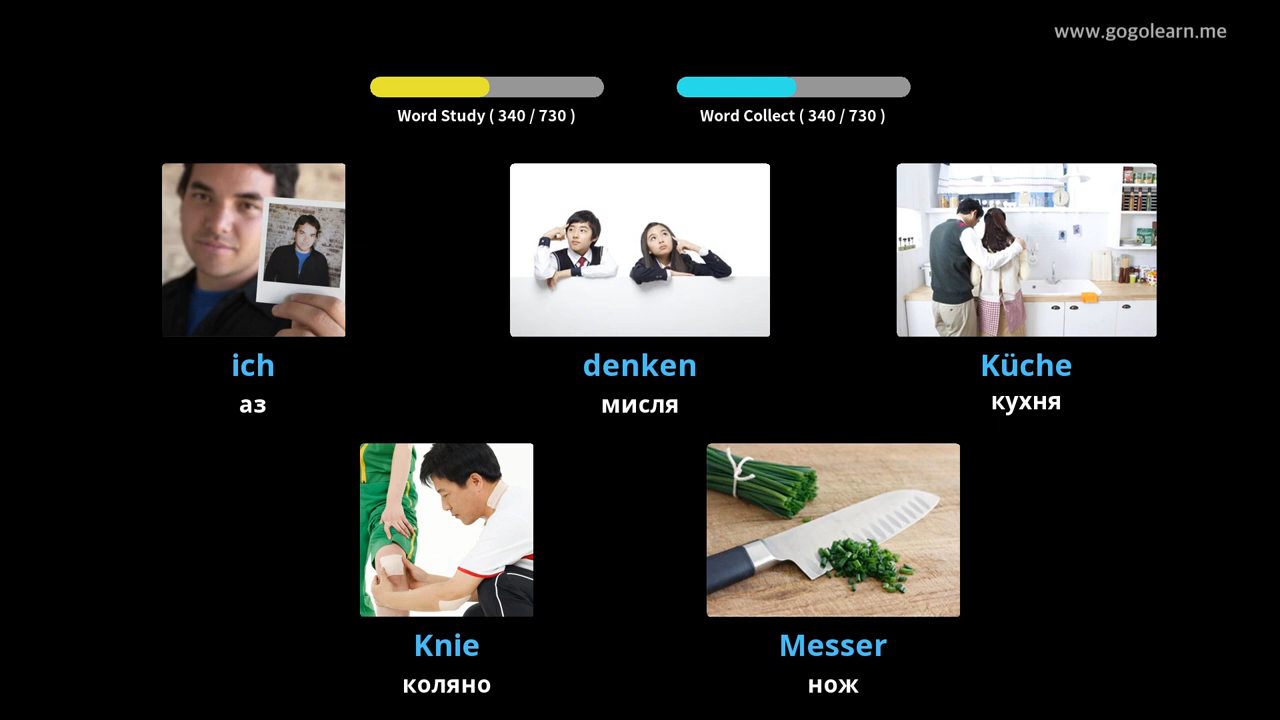 www.gogolearn.me
Word Study ( 340 / 730 )
Word Collect ( 340 / 730 )
ich
аз
denken
мисля
Küche
кухня
Knie
коляно
Messer
нож